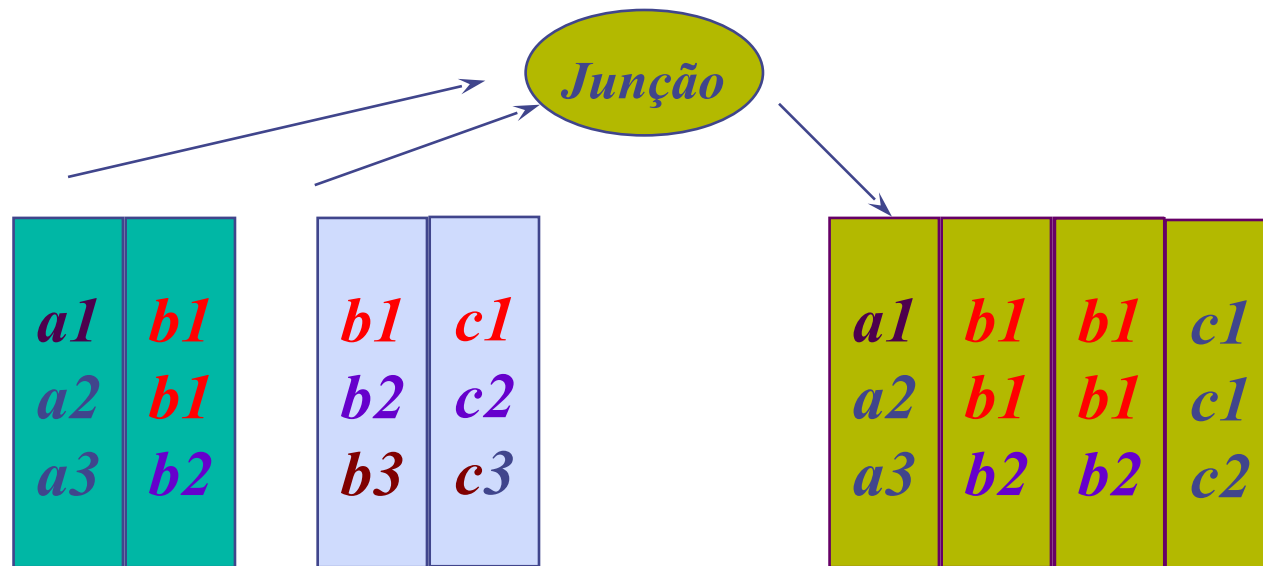 Junção
a1 b1 b1 c1 a1 b1 b1 c1
a2 b1 b2 c2 a2 b1 b1 c1
a3 b2 b3 c3 a3 b2 b2 c2